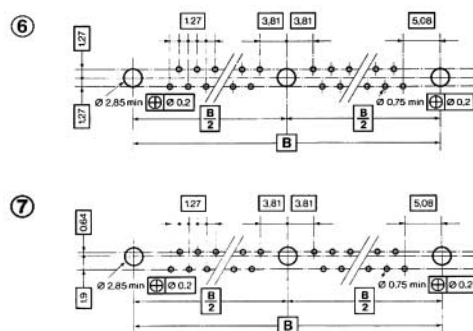 6
1.27
3,81 3,81
5,08
1,27
1,27
Ø 2.85 min
⌖ Ø 0.2
B/2
B/2
Ø 0,75 min
⌖ Ø 0,2
B
7
1.27
3,81 3,81
5,08
0.64
1.9
Ø 2.85 min
⌖ Ø 0.2
B/2
B/2
Ø 0,75 min
⌖ Ø 0.2
B